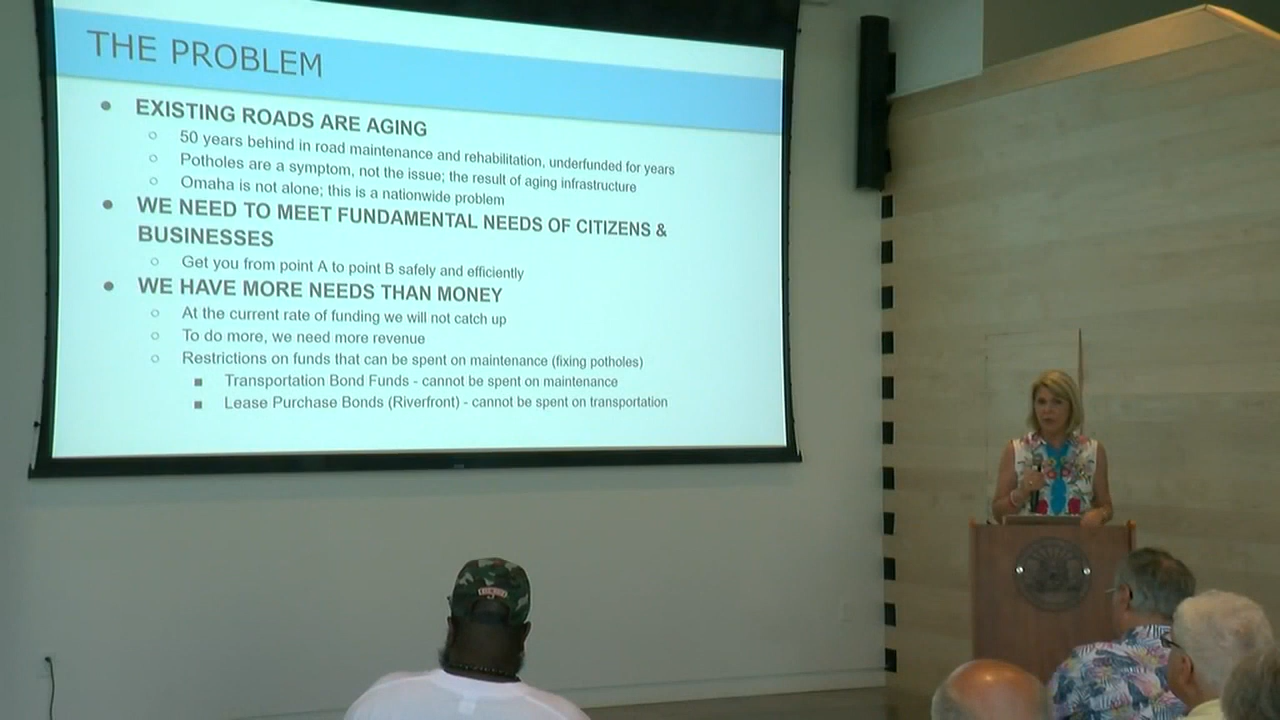 THE PROBLEM
EXISTING ROADS ARE AGING
50 years behind in road maintenance and rehabilitation, underfunded for years
Potholes are a symptom, not the issue; the result of aging infrastructure
Omaha is not alone; this is a nationwide problem
WE NEED TO MEET FUNDAMENTAL NEEDS OF CITIZENS &
BUSINESSES
Get you from point A to point B safely and efficiently
WE HAVE MORE NEEDS THAN MONEY
At the current rate of funding we will not catch up
To do more, we need more revenue
Restrictions on funds that can be spent on maintenance (fixing potholes)
Transportation Bond Funds - cannot be spent on maintenance
Lease Purchase Bonds (Riverfront) - cannot be spent on transportation